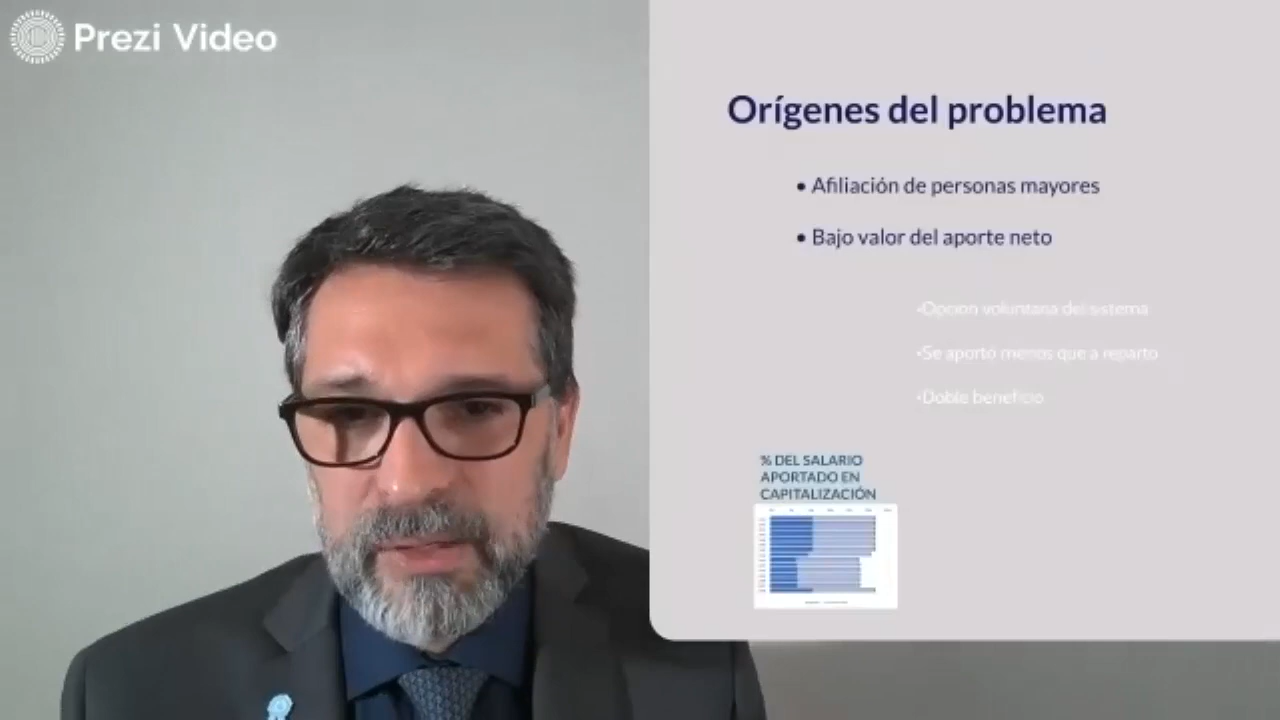 Prezi Video
Orígenes del problema
• Afiliación de personas mayores
• Bajo valor del aporte neto
•Opción voluntaria del sistema
•Se aportó menos que a reparto
•Doble beneficio
% DEL SALARIO
APORTADO EN
CAPITALIZACIÓN